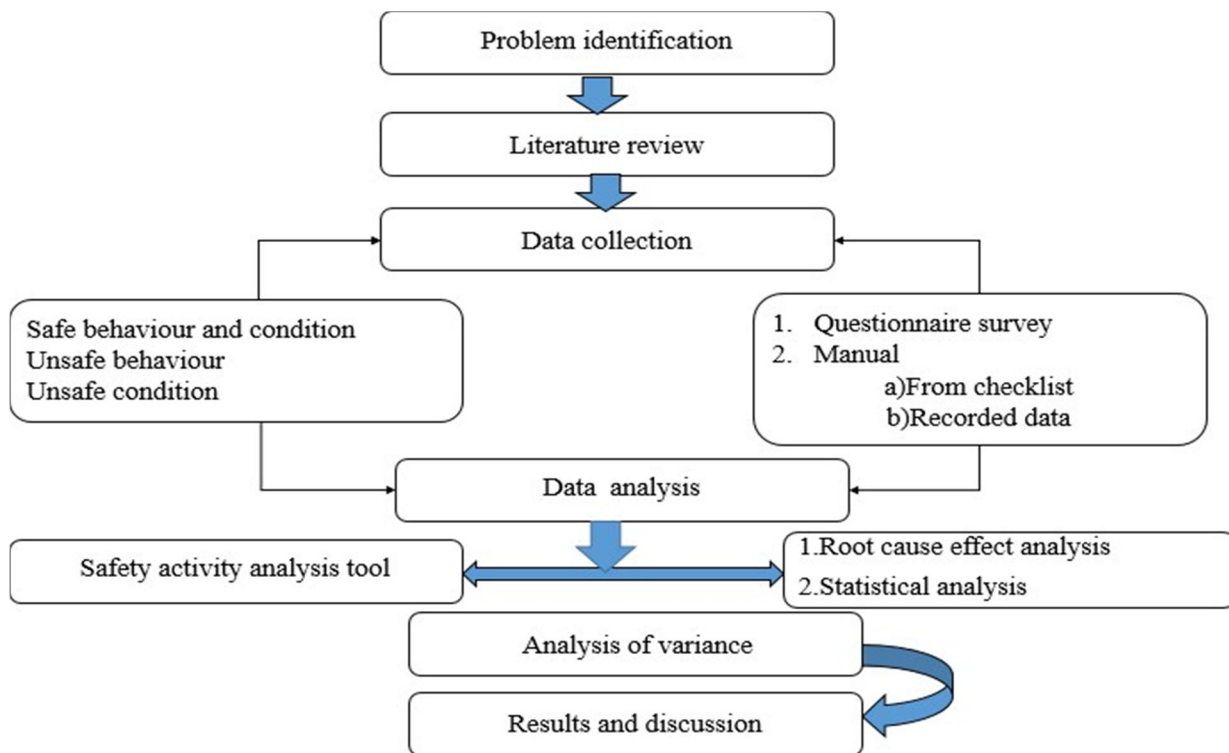 Problem identification
Literature review
Data collection
Safe behaviour and condition
Unsafe behaviour
Unsafe condition
1. Questionnaire survey
2. Manual
a)From checklist
b)Recorded data
Data analysis
Safety activity analysis tool
1.Root cause effect analysis
2.Statistical analysis
Analysis of variance
Results and discussion